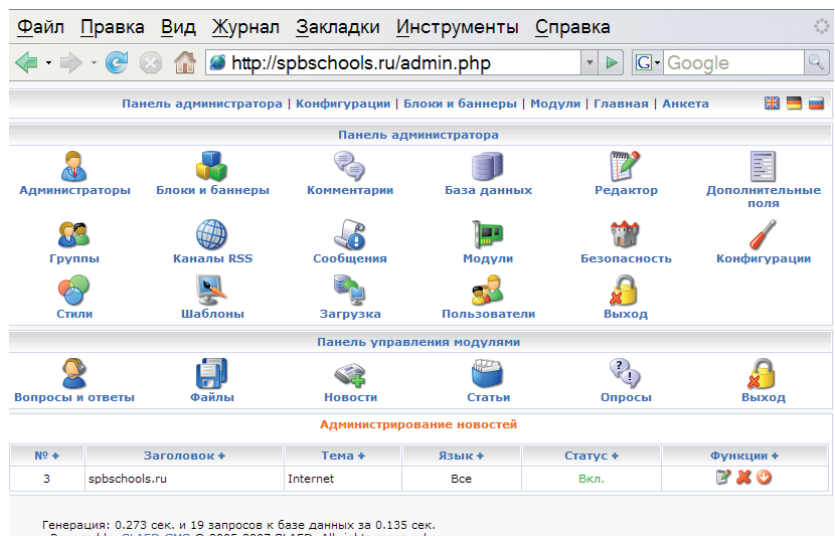 Файл Правка Вид Журнал Закладки Инструменты Справка
http://spbschools.ru/admin.php G Google
Панель администратора | Конфигурации | Блоки и баннеры | Модули | Главная | Анкета
Панель администратора
Администраторы Блоки и баннеры Комментарии База данных Редактор Дополнительные поля
Группы Каналы RSS Сообщения Модули Безопасность Конфигурации
Стили Шаблоны Загрузка Пользователи Выход
Панель управления модулями
Вопросы и ответы Файлы Новости Статьи Опросы Выход
Администрирование новостей
№ Заголовок Тема Язык Статус Функции
3 spbschools.ru Internet Все Вкл.
Генерация: 0.273 сек. и 19 запросов к базе данных за 0.135 сек.